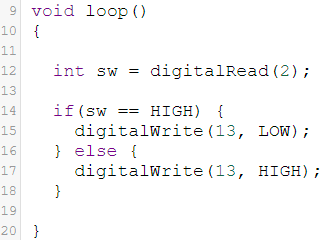 9 void loop()
10 {
11
12 int sw = digitalRead(2);
13
14 if(sw == HIGH) {
15 digitalWrite(13, LOW);
16 } else {
17 digitalWrite(13, HIGH);
18 }
19
20 }